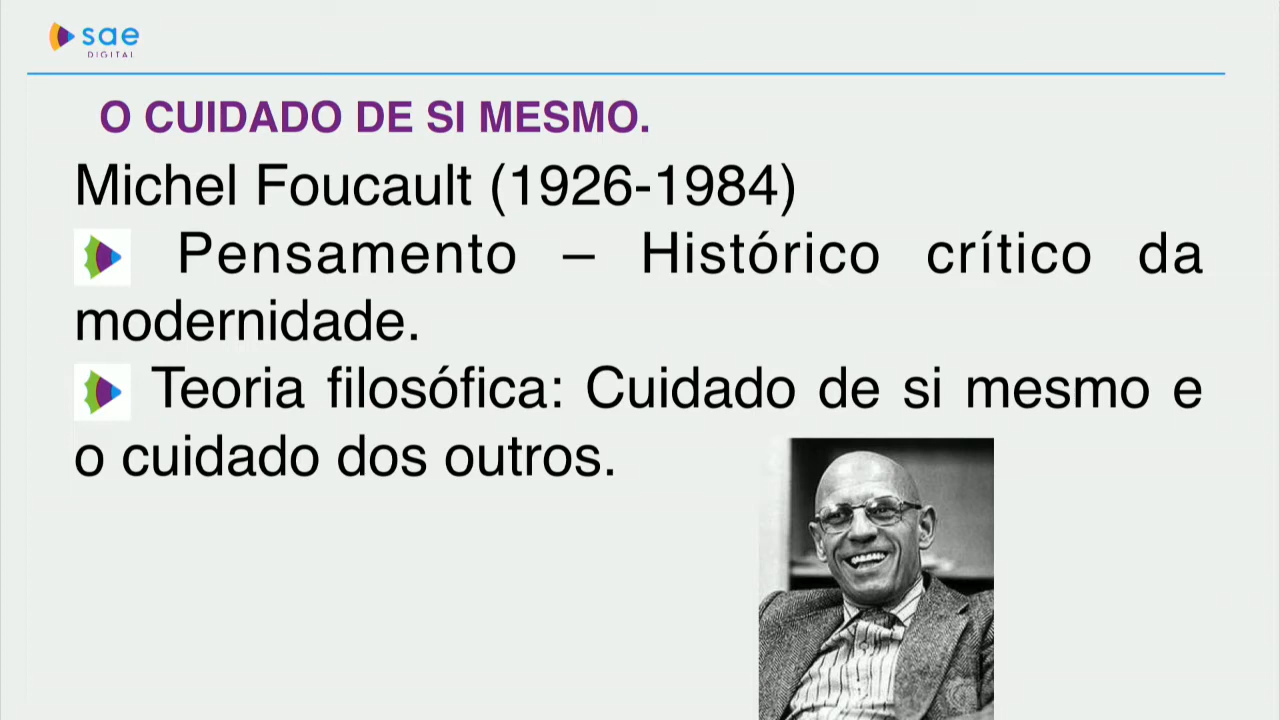 sae
DIGITAL
O CUIDADO DE SI MESMO.
Michel Foucault (1926-1984)
Pensamento – Histórico crítico da
modernidade.
Teoria filosófica: Cuidado de si mesmo e
o cuidado dos outros.